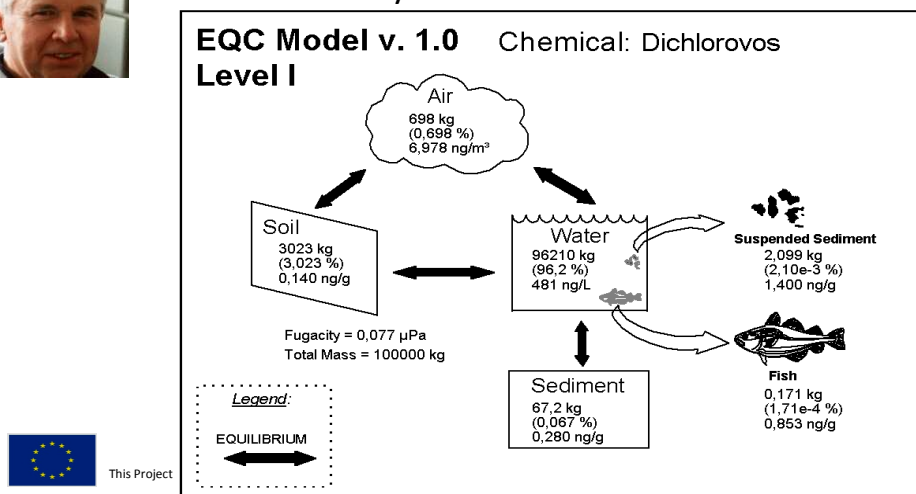 EQC Model v. 1.0 Chemical: Dichlorovos
Level I
Air
698 kg
(0,698 %)
6,978 ng/m³
Soil
3023 kg
(3,023 %)
0,140 ng/g
Water
96210 kg
(96,2 %)
481 ng/L
Suspended Sediment
2,099 kg
(2,10e-3 %)
1,400 ng/g
Fugacity = 0,077 µPa
Total Mass = 100000 kg
Fish
0,171 kg
(1,71e-4 %)
0,853 ng/g
Sediment
67,2 kg
(0,067 %)
0,280 ng/g
Legend:
EQUILIBRIUM
This Project